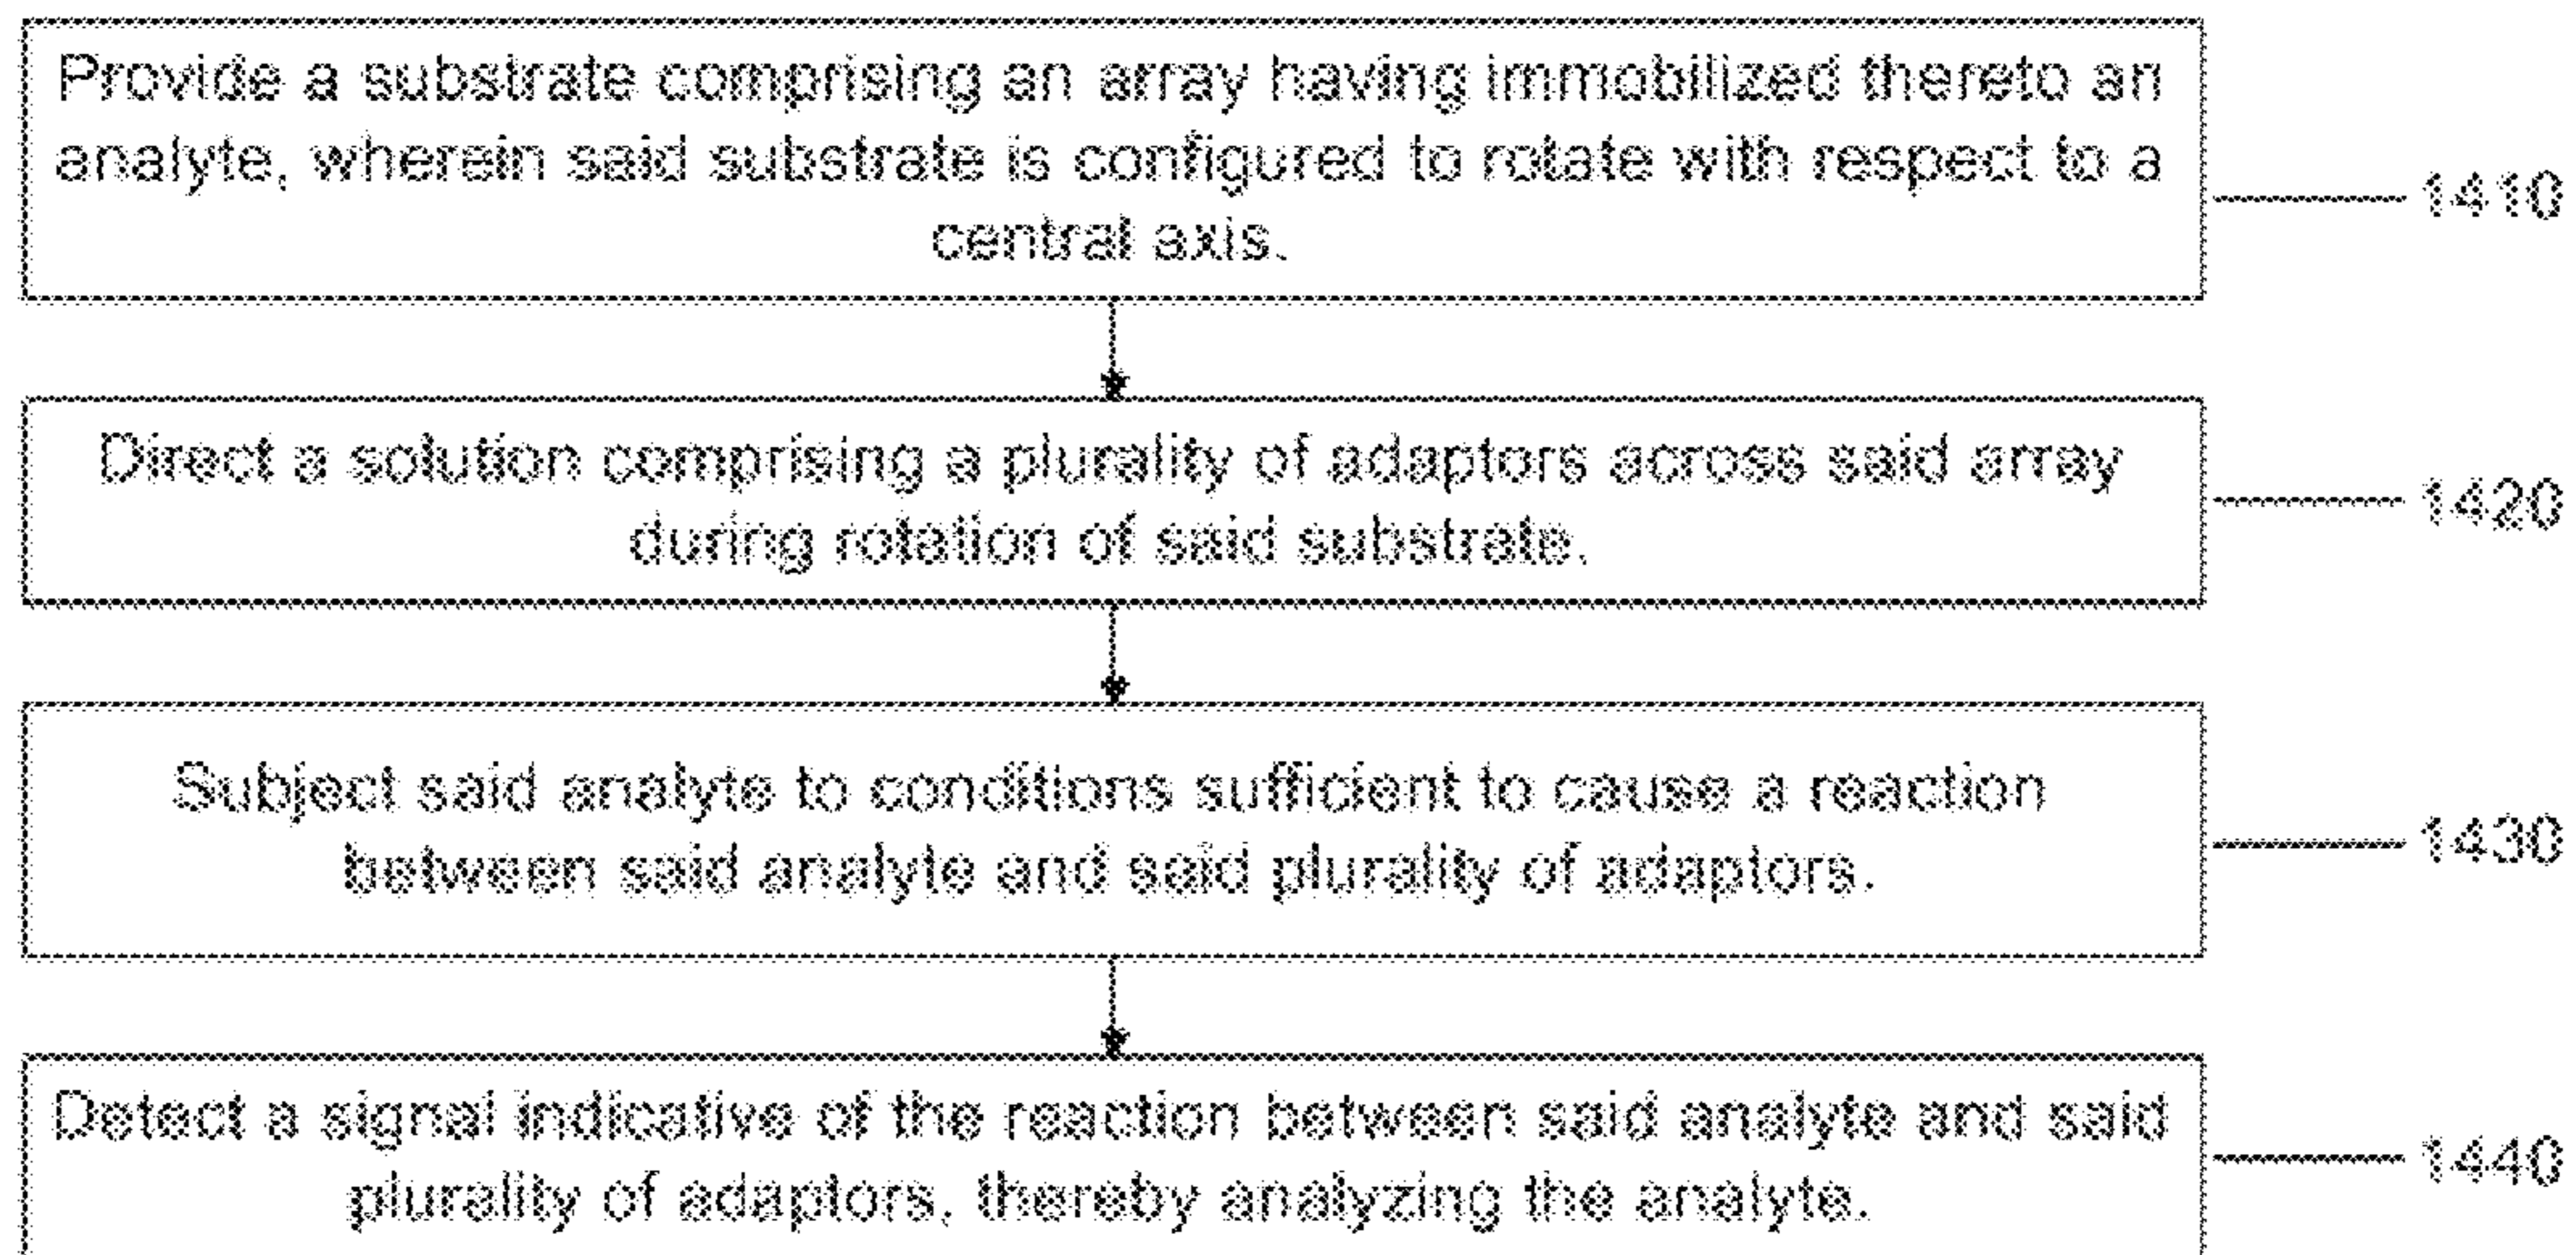 Provide a substrate comprising an array having immobilized thereto an
analyte, wherein said substrate is configured to rotate with respect to a
central axis.
1410
Direct a solution comprising a plurality of adaptors across said array
during rotation of said substrate.
1420
Subject said analyte to conditions sufficient to cause a reaction
between said analyte and said plurality of adaptors.
1430
Detect a signal indicative of the reaction between said analyte and said
plurality of adaptors, thereby analyzing the analyte.
1440